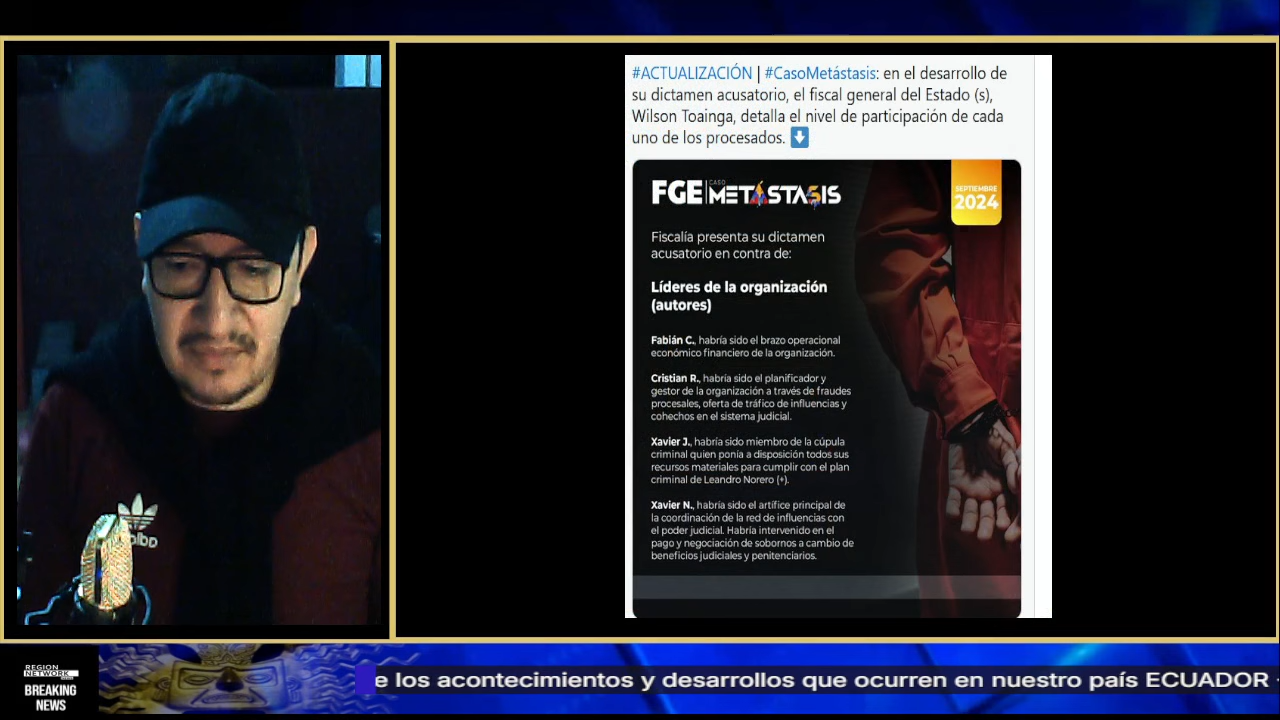 #ACTUALIZACIÓN | #CasoMetástasis: en el desarrollo de
su dictamen acusatorio, el fiscal general del Estado (s),
Wilson Toainga, detalla el nivel de participación de cada
uno de los procesados.
FGE CASO METÁSTASIS
SEPTIEMBRE
2024
Fiscalía presenta su dictamen
acusatorio en contra de:
Líderes de la organización
(autores)
Fabián C., habría sido el brazo operacional
económico financiero de la organización.
Cristian R., habría sido el planificador y
gestor de la organización a través de fraudes
procesales, oferta de tráfico de influencias y
cohechos en el sistema judicial.
Xavier J., habría sido miembro de la cúpula
criminal quien ponía a disposición todos sus
recursos materiales para cumplir con el plan
criminal de Leandro Norero (+).
Xavier N., habría sido el artífice principal de
la coordinación de la red de influencias con
el poder judicial. Habría intervenido en el
pago y negociación de sobornos a cambio de
beneficios judiciales y penitenciarios.
REGION
NETWORK
BREAKING
NEWS
e los acontecimientos y desarrollos que ocurren en nuestro país ECUADOR